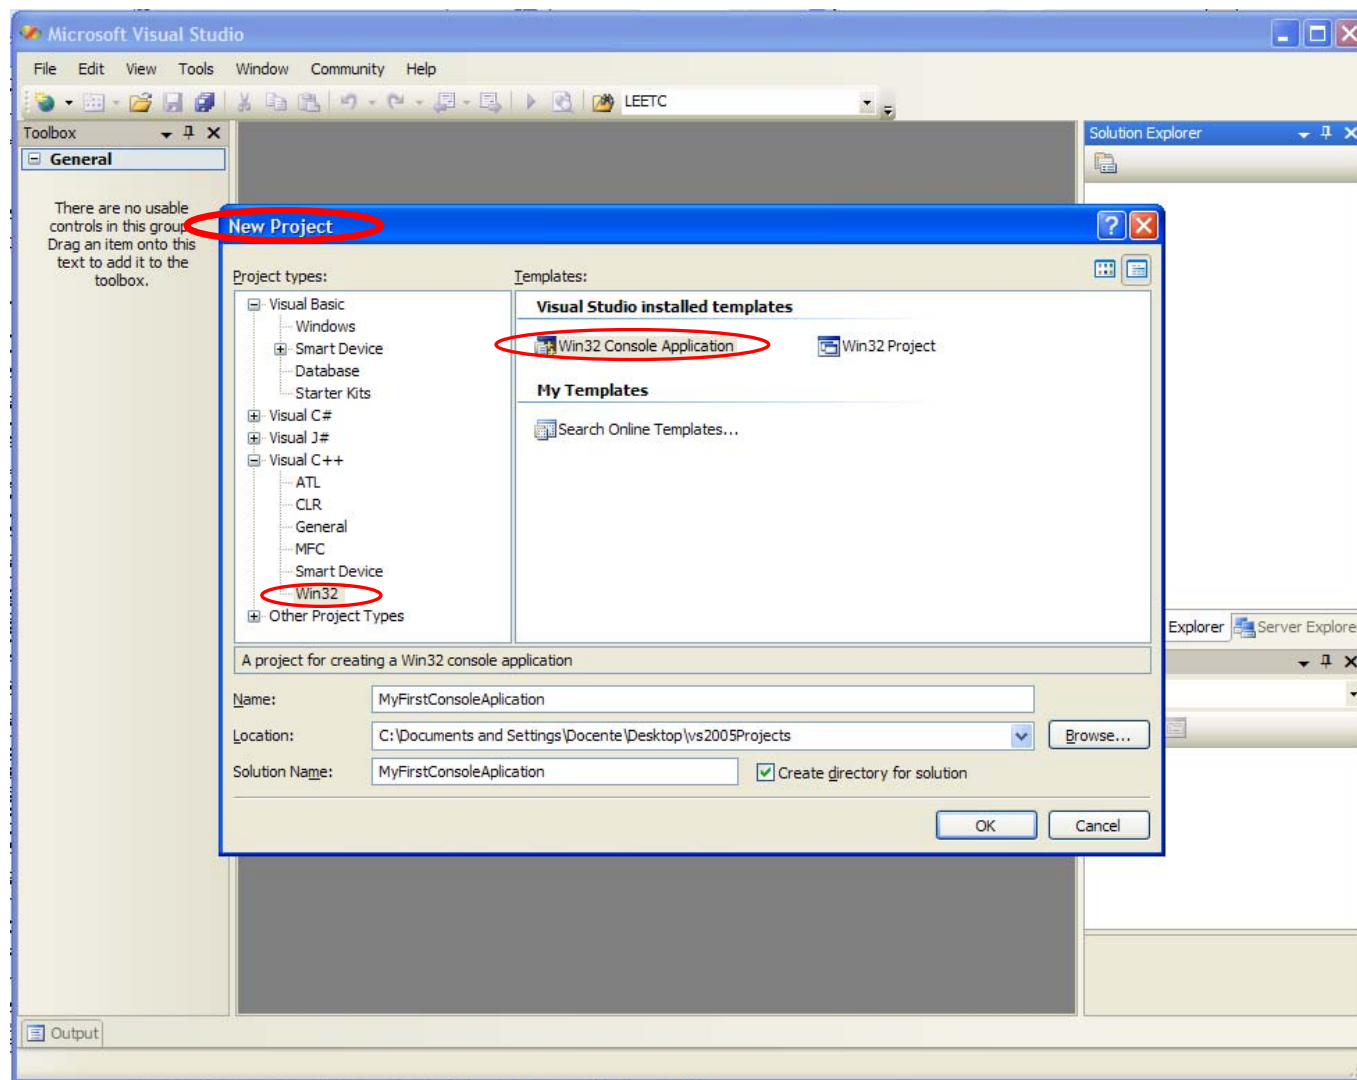 Microsoft Visual Studio
File Edit View Tools Window Community Help
LEETC
Toolbox
General
There are no usable
controls in this group.
Drag an item onto this
text to add it to the
toolbox.
Solution Explorer
New Project
Project types:
Templates:
Visual Basic
Windows
Smart Device
Database
Starter Kits
Visual C#
Visual J#
Visual C++
ATL
CLR
General
MFC
Smart Device
Win32
Other Project Types
Visual Studio installed templates
Win32 Console Application
Win32 Project
My Templates
Search Online Templates...
A project for creating a Win32 console application
Name: MyFirstConsoleAplication
Location: C:\Documents and Settings\Docente\Desktop\vs2005Projects
Browse...
Solution Name: MyFirstConsoleAplication
Create directory for solution
OK Cancel
Explorer Server Explore
Output